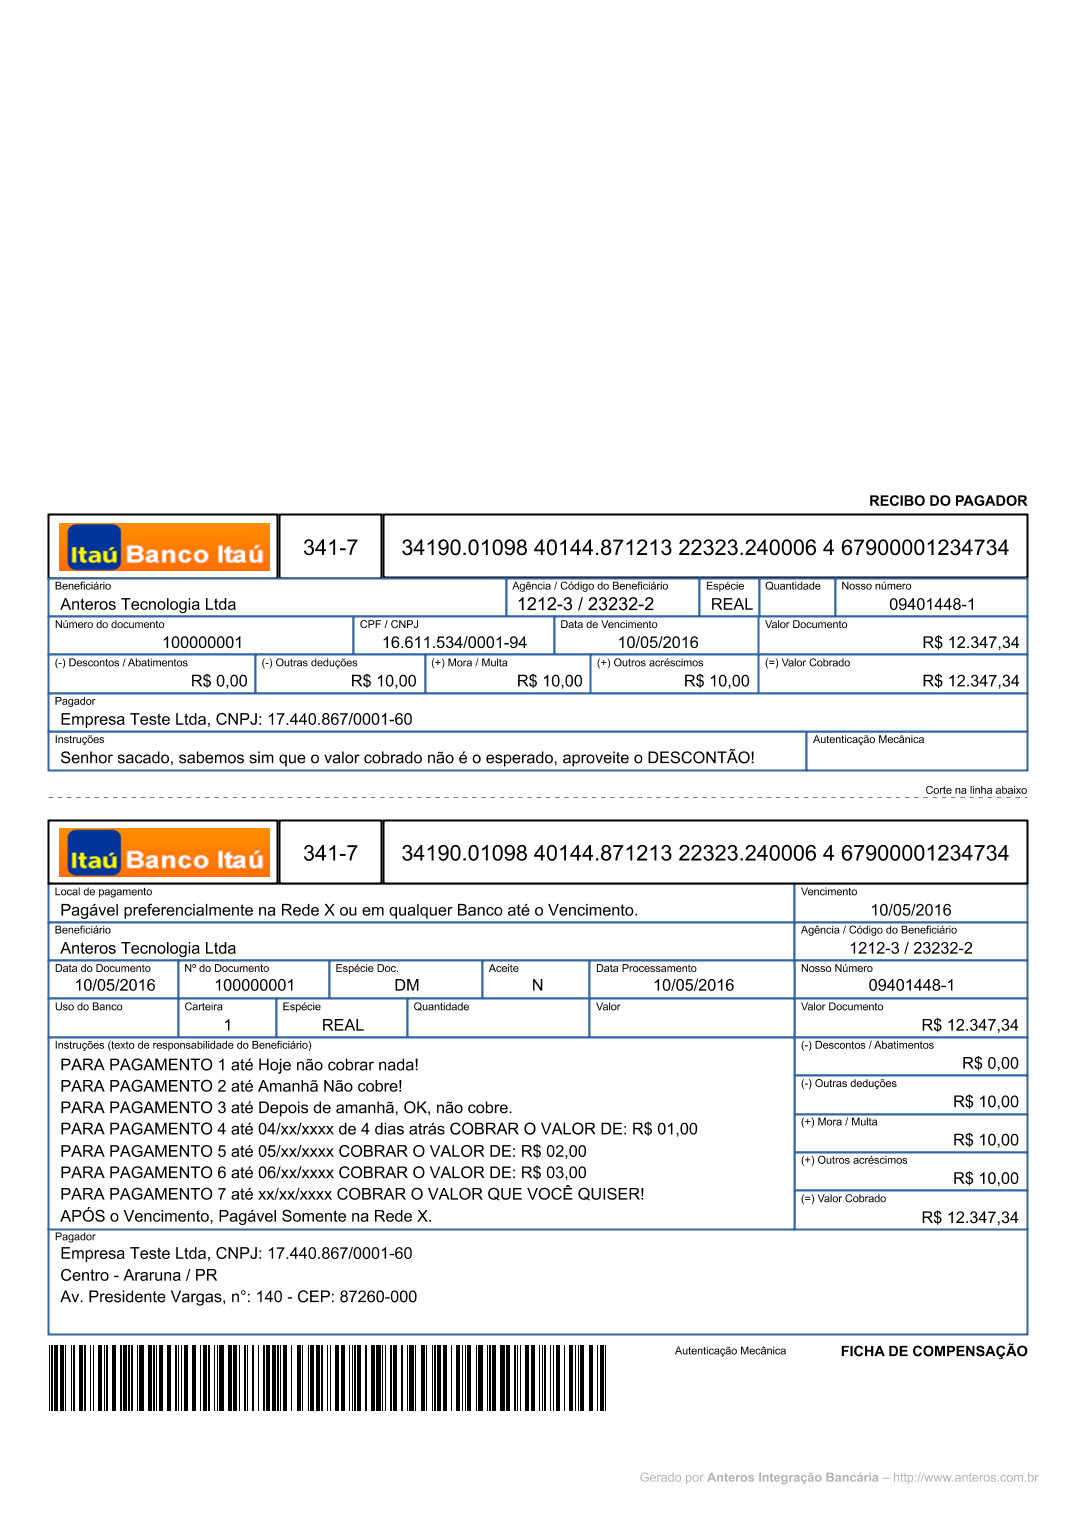 RECIBO DO PAGADOR
Itaú Banco Itaú 341-7 34190.01098 40144.871213 22323.240006 4 67900001234734
Beneficiário Agência / Código do Beneficiário Espécie Quantidade Nosso número
Anteros Tecnologia Ltda 1212-3 / 23232-2 REAL 09401448-1
Número do documento CPF / CNPJ Data de Vencimento Valor Documento
100000001 16.611.534/0001-94 10/05/2016 R$ 12.347,34
(-) Descontos / Abatimentos (-) Outras deduções (+) Mora / Multa (+) Outros acréscimos (=) Valor Cobrado
R$ 0,00 R$ 10,00 R$ 10,00 R$ 10,00 R$ 12.347,34
Pagador
Empresa Teste Ltda, CNPJ: 17.440.867/0001-60
Instruções Autenticação Mecânica
Senhor sacado, sabemos sim que o valor cobrado não é o esperado, aproveite o DESCONTÃO!
Corte na linha abaixo
Itaú Banco Itaú 341-7 34190.01098 40144.871213 22323.240006 4 67900001234734
Local de pagamento Vencimento
Pagável preferencialmente na Rede X ou em qualquer Banco até o Vencimento. 10/05/2016
Beneficiário Agência / Código do Beneficiário
Anteros Tecnologia Ltda 1212-3 / 23232-2
Data do Documento Nº do Documento Espécie Doc. Aceite Data Processamento Nosso Número
10/05/2016 100000001 DM N 10/05/2016 09401448-1
Uso do Banco Carteira Espécie Quantidade Valor Valor Documento
1 REAL R$ 12.347,34
Instruções (texto de responsabilidade do Beneficiário) (-) Descontos / Abatimentos
PARA PAGAMENTO 1 até Hoje não cobrar nada! R$ 0,00
PARA PAGAMENTO 2 até Amanhã Não cobre! (-) Outras deduções
PARA PAGAMENTO 3 até Depois de amanhã, OK, não cobre. R$ 10,00
PARA PAGAMENTO 4 até 04/xx/xxxx de 4 dias atrás COBRAR O VALOR DE: R$ 01,00 (+) Mora / Multa
PARA PAGAMENTO 5 até 05/xx/xxxx COBRAR O VALOR DE: R$ 02,00 R$ 10,00
PARA PAGAMENTO 6 até 06/xx/xxxx COBRAR O VALOR DE: R$ 03,00 (+) Outros acréscimos
R$ 10,00
PARA PAGAMENTO 7 até xx/xx/xxxx COBRAR O VALOR QUE VOCÊ QUISER! (=) Valor Cobrado
APÓS o Vencimento, Pagável Somente na Rede X. R$ 12.347,34
Pagador
Empresa Teste Ltda, CNPJ: 17.440.867/0001-60
Centro - Araruna / PR
Av. Presidente Vargas, n°: 140 - CEP: 87260-000
Autenticação Mecânica FICHA DE COMPENSAÇÃO
Gerado por Anteros Integração Bancária – http://www.anteros.com.br